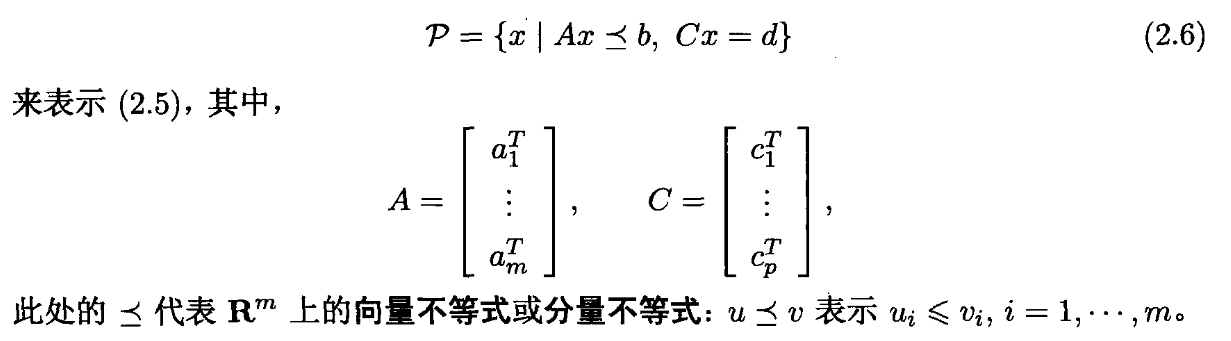 $\mathcal{P} = \{x \mid Ax \preceq b,\ Cx = d\}$ (2.6)
来表示 (2.5)，其中，
$A = \begin{bmatrix} a_1^T \\ \vdots \\ a_m^T \end{bmatrix}, \quad C = \begin{bmatrix} c_1^T \\ \vdots \\ c_p^T \end{bmatrix},$
此处的 $\preceq$ 代表 $\mathbf{R}^m$ 上的向量不等式或分量不等式：$u \preceq v$ 表示 $u_i \leqslant v_i,\ i = 1, \cdots, m$。